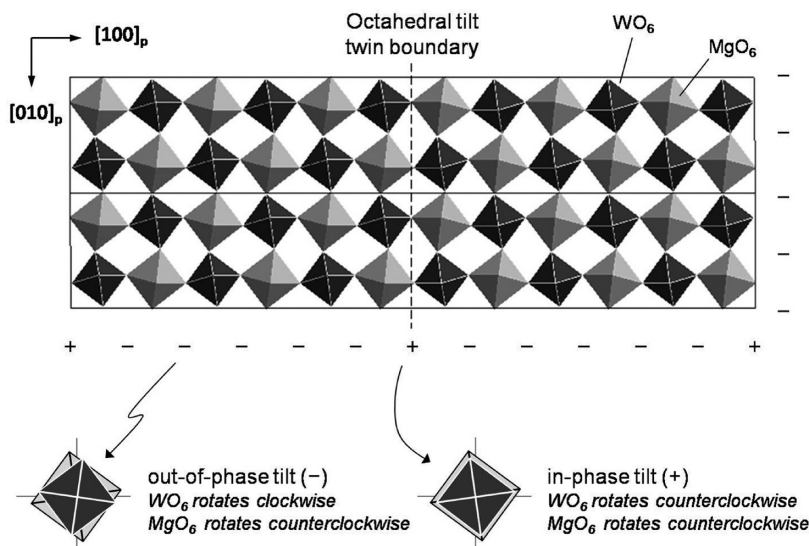 Octahedral tilt
twin boundary
WO₆
MgO₆
[100]ₚ
[010]ₚ
+ − − − − − + − − − − − +
− − − − −
out-of-phase tilt (−)
WO₆ rotates clockwise
MgO₆ rotates counterclockwise
in-phase tilt (+)
WO₆ rotates counterclockwise
MgO₆ rotates counterclockwise